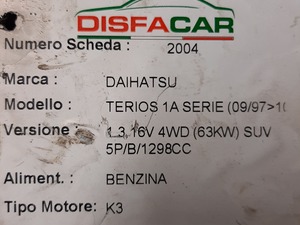 DISFACAR
Numero Scheda : 2004
Marca : DAIHATSU
Modello : TERIOS 1A SERIE (09/97>10
Versione : 1.3 16V 4WD (63KW) SUV
5P/B/1298CC
Aliment. : BENZINA
Tipo Motore: K3